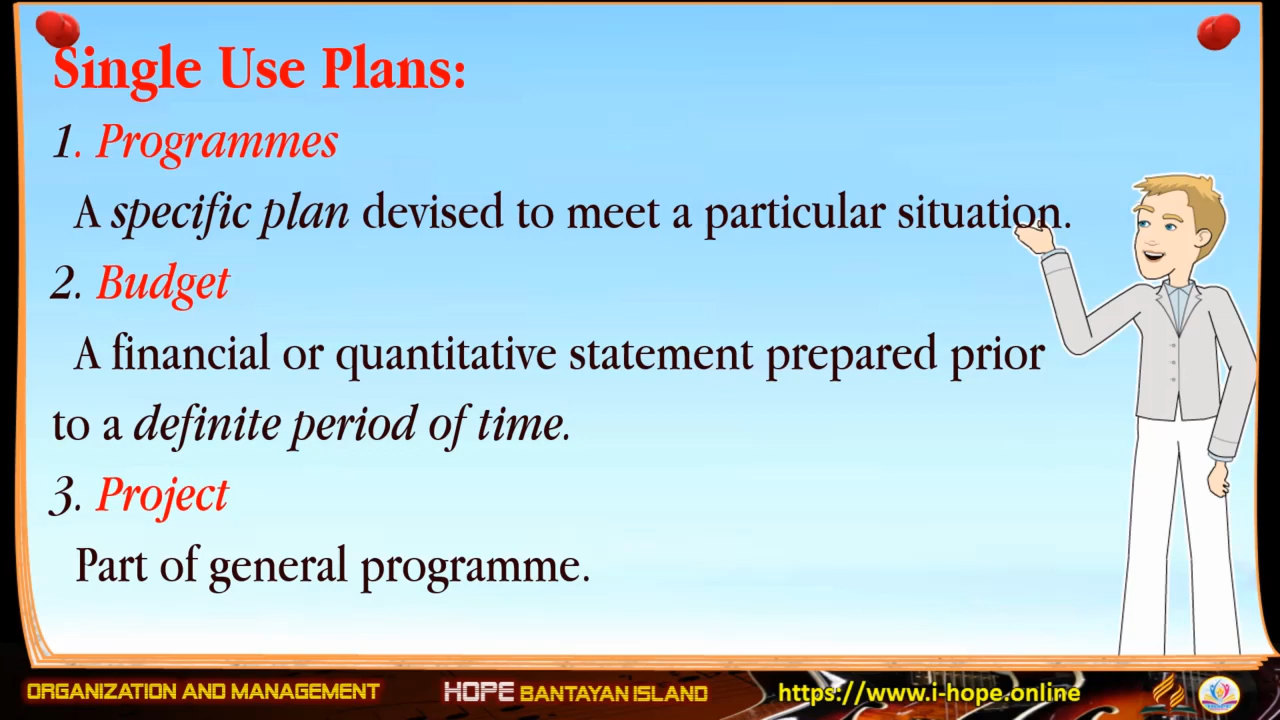 Single Use Plans:
1. Programmes
A specific plan devised to meet a particular situation.
2. Budget
A financial or quantitative statement prepared prior
to a definite period of time.
3. Project
Part of general programme.
ORGANIZATION AND MANAGEMENT HOPE BANTAYAN ISLAND https://www.i-hope.online